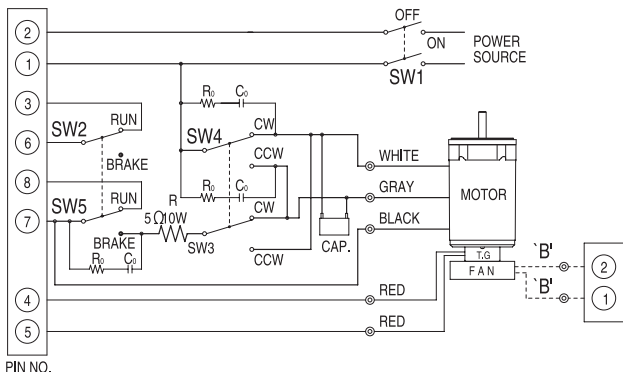 2
OFF
ON
POWER
SOURCE
1
SW1
3
R₀ C₀
RUN
SW2
SW4
CW
6
BRAKE
CCW
WHITE
8
RUN
R₀ C₀
GRAY
MOTOR
SW5
R
CW
7
5Ω10W
BLACK
BRAKE
SW3
CAP.
R₀ C₀
CCW
T.G
FAN
`B'
2
4
RED
`B'
1
5
RED
PIN NO.